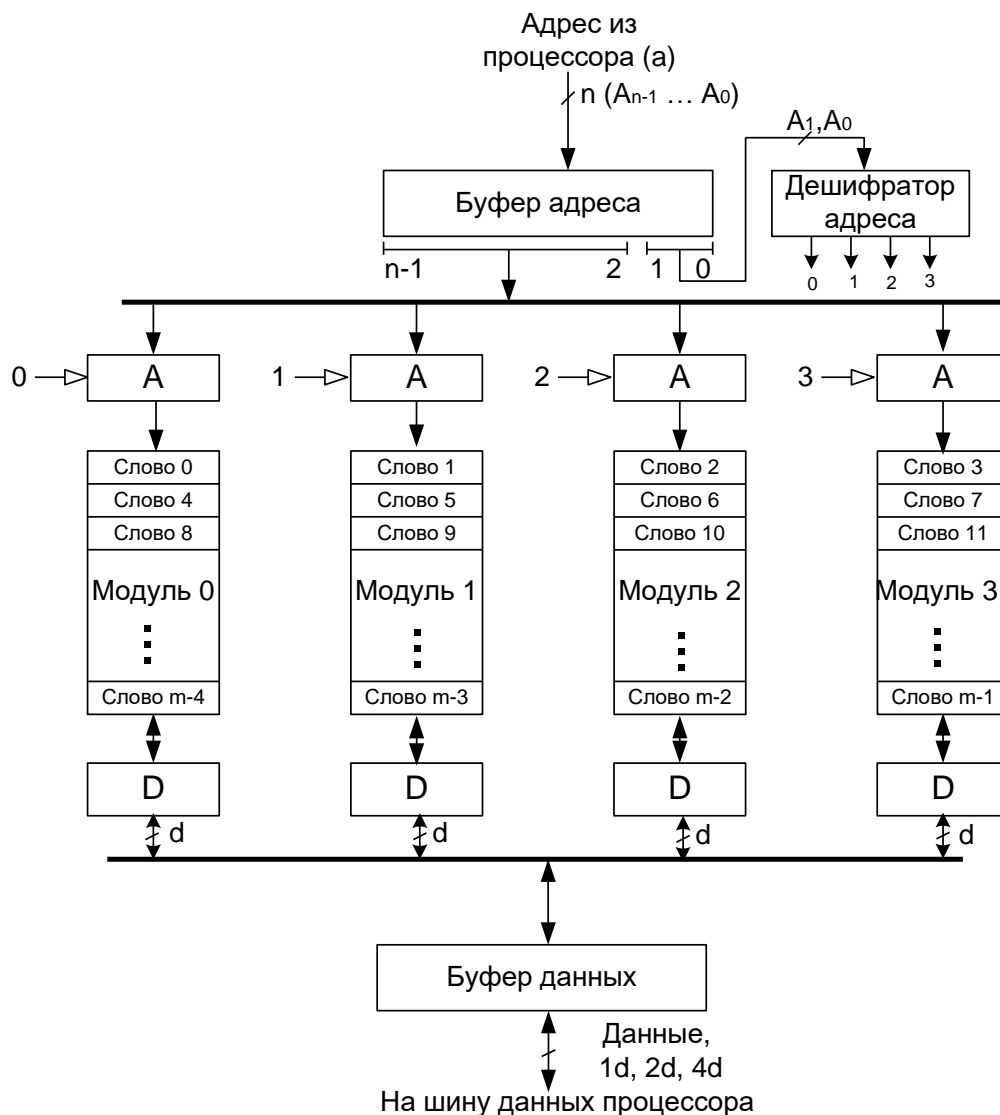 Адрес из
процессора (а)
n (An-1 … A0)
A1,A0
Буфер адреса
Дешифратор
адреса
n-1 2 1 0
0 1 2 3
0 A 1 A 2 A 3 A
Слово 0 Слово 1 Слово 2 Слово 3
Слово 4 Слово 5 Слово 6 Слово 7
Слово 8 Слово 9 Слово 10 Слово 11
Модуль 0 Модуль 1 Модуль 2 Модуль 3
Слово m-4 Слово m-3 Слово m-2 Слово m-1
D D D D
d d d d
Буфер данных
Данные,
1d, 2d, 4d
На шину данных процессора